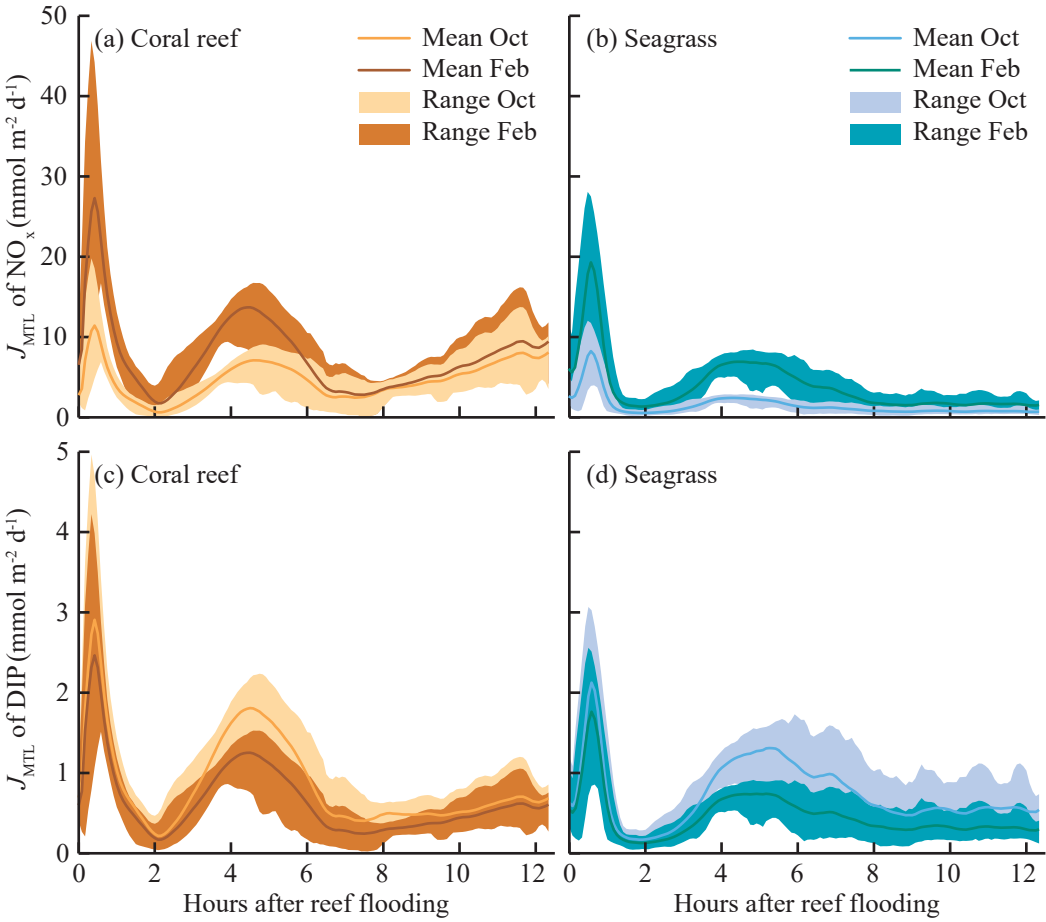 50
40
30
20
10
0
J_MTL of NO_x (mmol m⁻² d⁻¹)
(a) Coral reef
Mean Oct
Mean Feb
Range Oct
Range Feb
(b) Seagrass
Mean Oct
Mean Feb
Range Oct
Range Feb
5
4
3
2
1
0
J_MTL of DIP (mmol m⁻² d⁻¹)
(c) Coral reef
(d) Seagrass
0 2 4 6 8 10 12
0 2 4 6 8 10 12
Hours after reef flooding
Hours after reef flooding